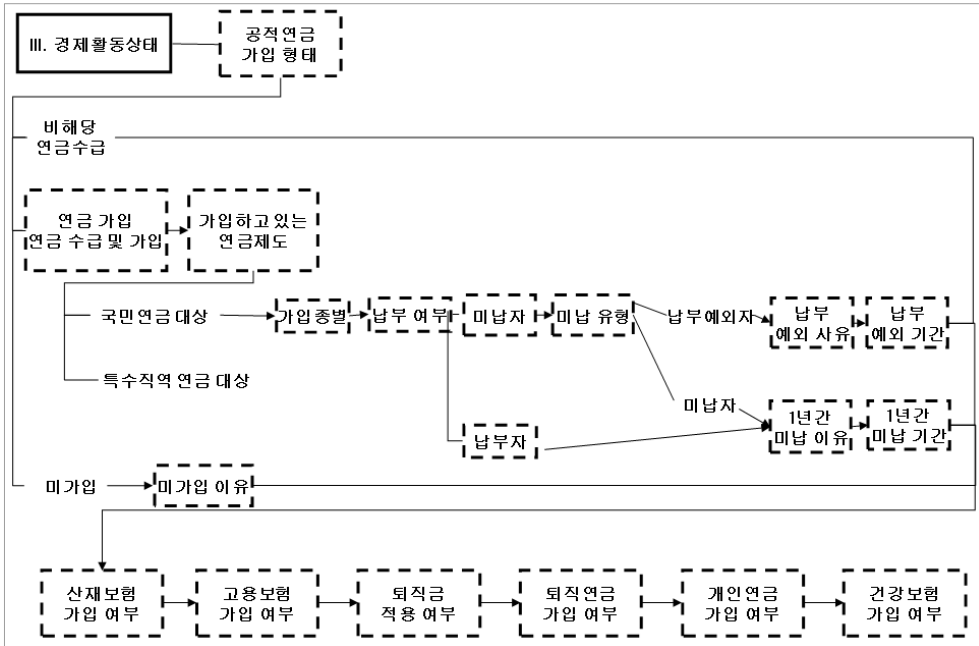 Ⅲ. 경제활동상태
공적연금
가입 형태
비해당
연금수급
연금 가입
연금 수급 및 가입
가입하고 있는
연금제도
국민연금 대상
가입 종별
납부 여부
미납자
미납 유형
납부예외자
납부
예외 사유
납부
예외 기간
특수직역 연금 대상
미납자
납부자
1년간
미납 이유
1년간
미납 기간
미가입
미가입 이유
산재보험
가입 여부
고용보험
가입 여부
퇴직금
적용 여부
퇴직연금
가입 여부
개인연금
가입 여부
건강보험
가입 여부